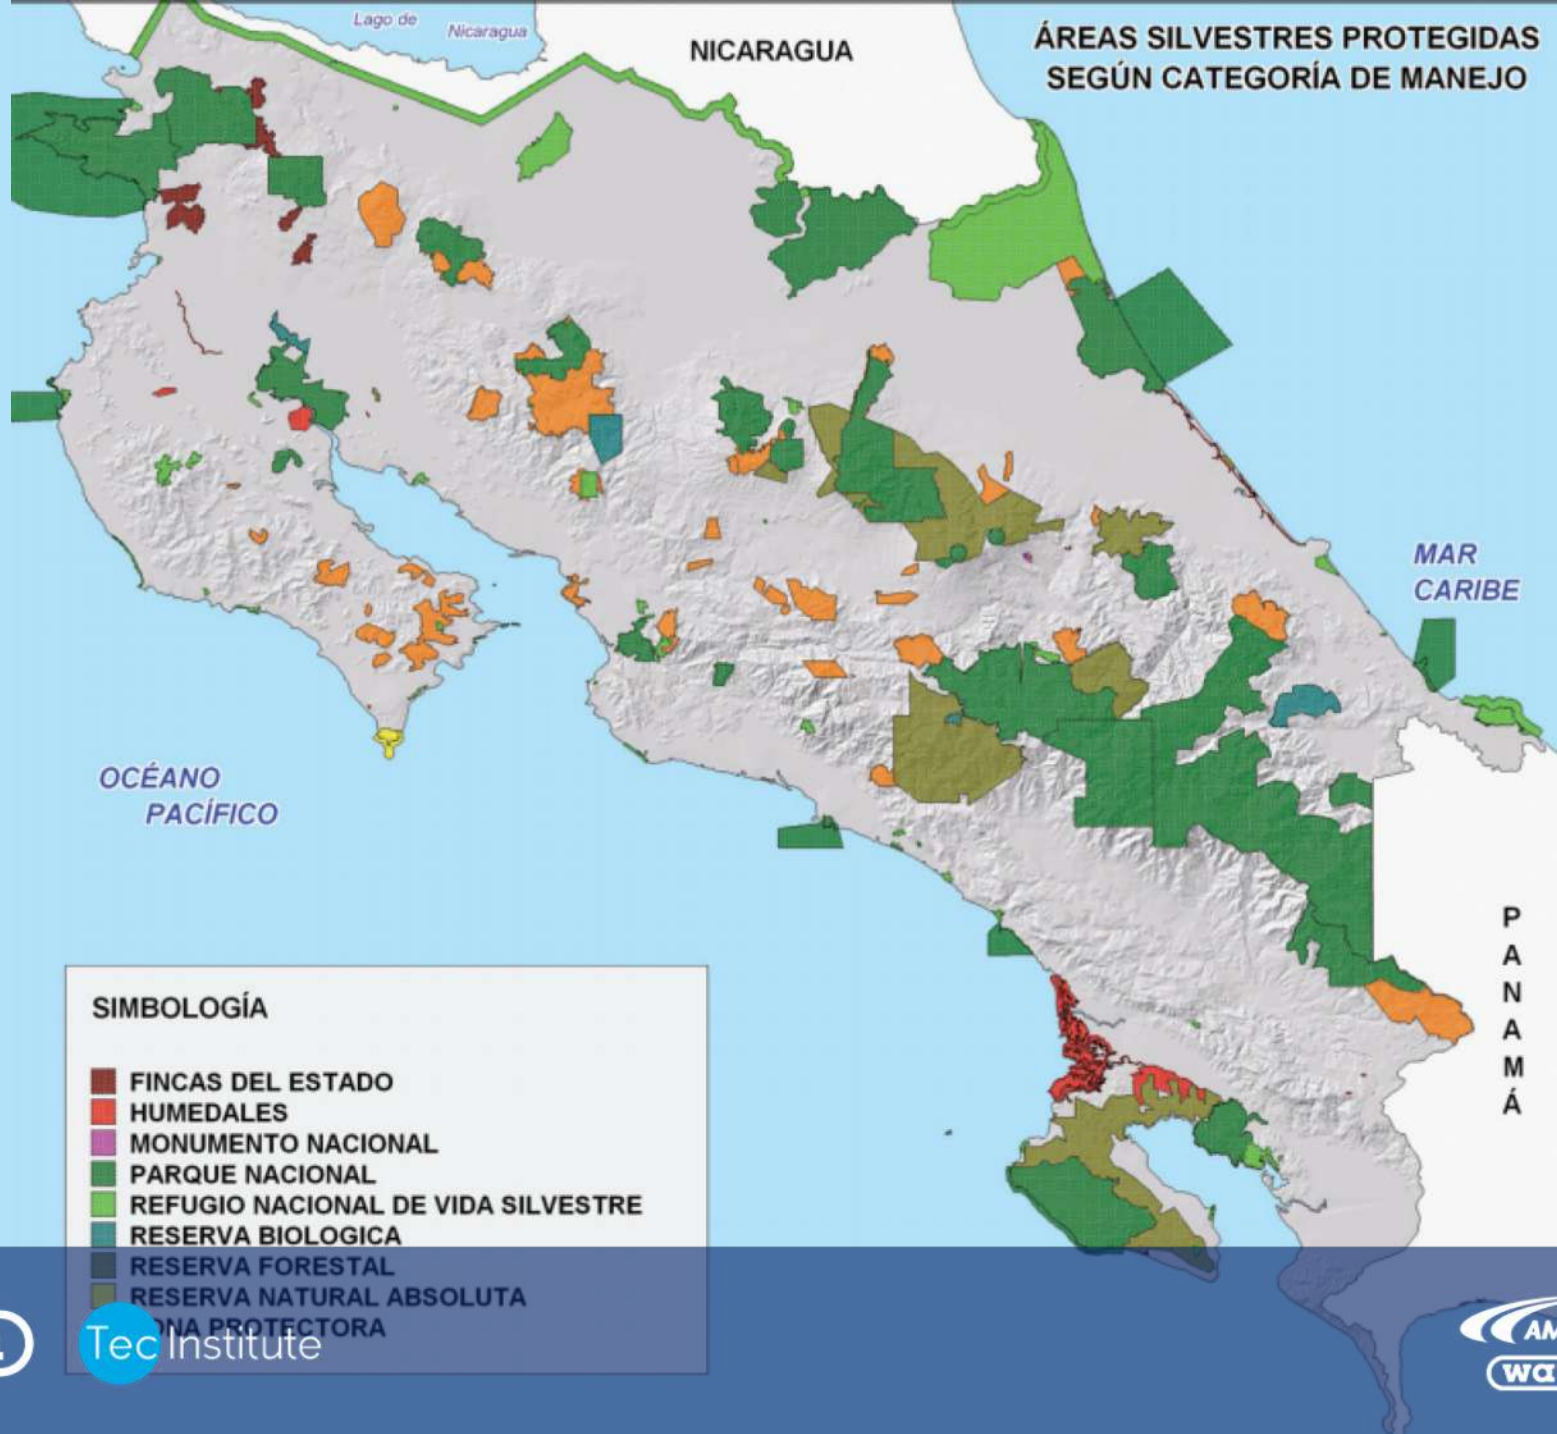 Lago de
Nicaragua
NICARAGUA
ÁREAS SILVESTRES PROTEGIDAS
SEGÚN CATEGORÍA DE MANEJO
MAR
CARIBE
OCÉANO
PACÍFICO
P
A
N
A
M
Á
SIMBOLOGÍA
FINCAS DEL ESTADO
HUMEDALES
MONUMENTO NACIONAL
PARQUE NACIONAL
REFUGIO NACIONAL DE VIDA SILVESTRE
RESERVA BIOLOGICA
RESERVA FORESTAL
RESERVA NATURAL ABSOLUTA
PROTECTORA
Tec Institute